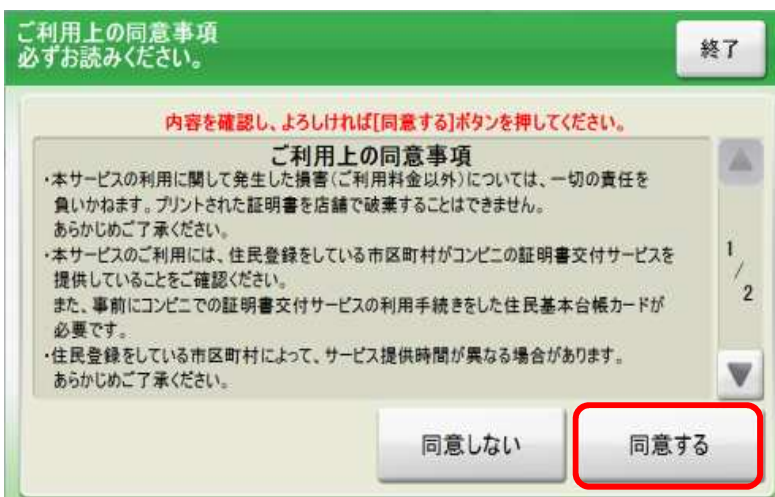 ご利用上の同意事項
必ずお読みください。
終了
内容を確認し、よろしければ[同意する]ボタンを押してください。
ご利用上の同意事項
・本サービスの利用に関して発生した損害(ご利用料金以外)については、一切の責任を
負いかねます。プリントされた証明書を店舗で破棄することはできません。
あらかじめご了承ください。
・本サービスのご利用には、住民登録をしている市区町村がコンビニの証明書交付サービスを
提供していることをご確認ください。
また、事前にコンビニでの証明書交付サービスの利用手続きをした住民基本台帳カードが
必要です。
・住民登録をしている市区町村によって、サービス提供時間が異なる場合があります。
あらかじめご了承ください。
1
/
2
同意しない
同意する